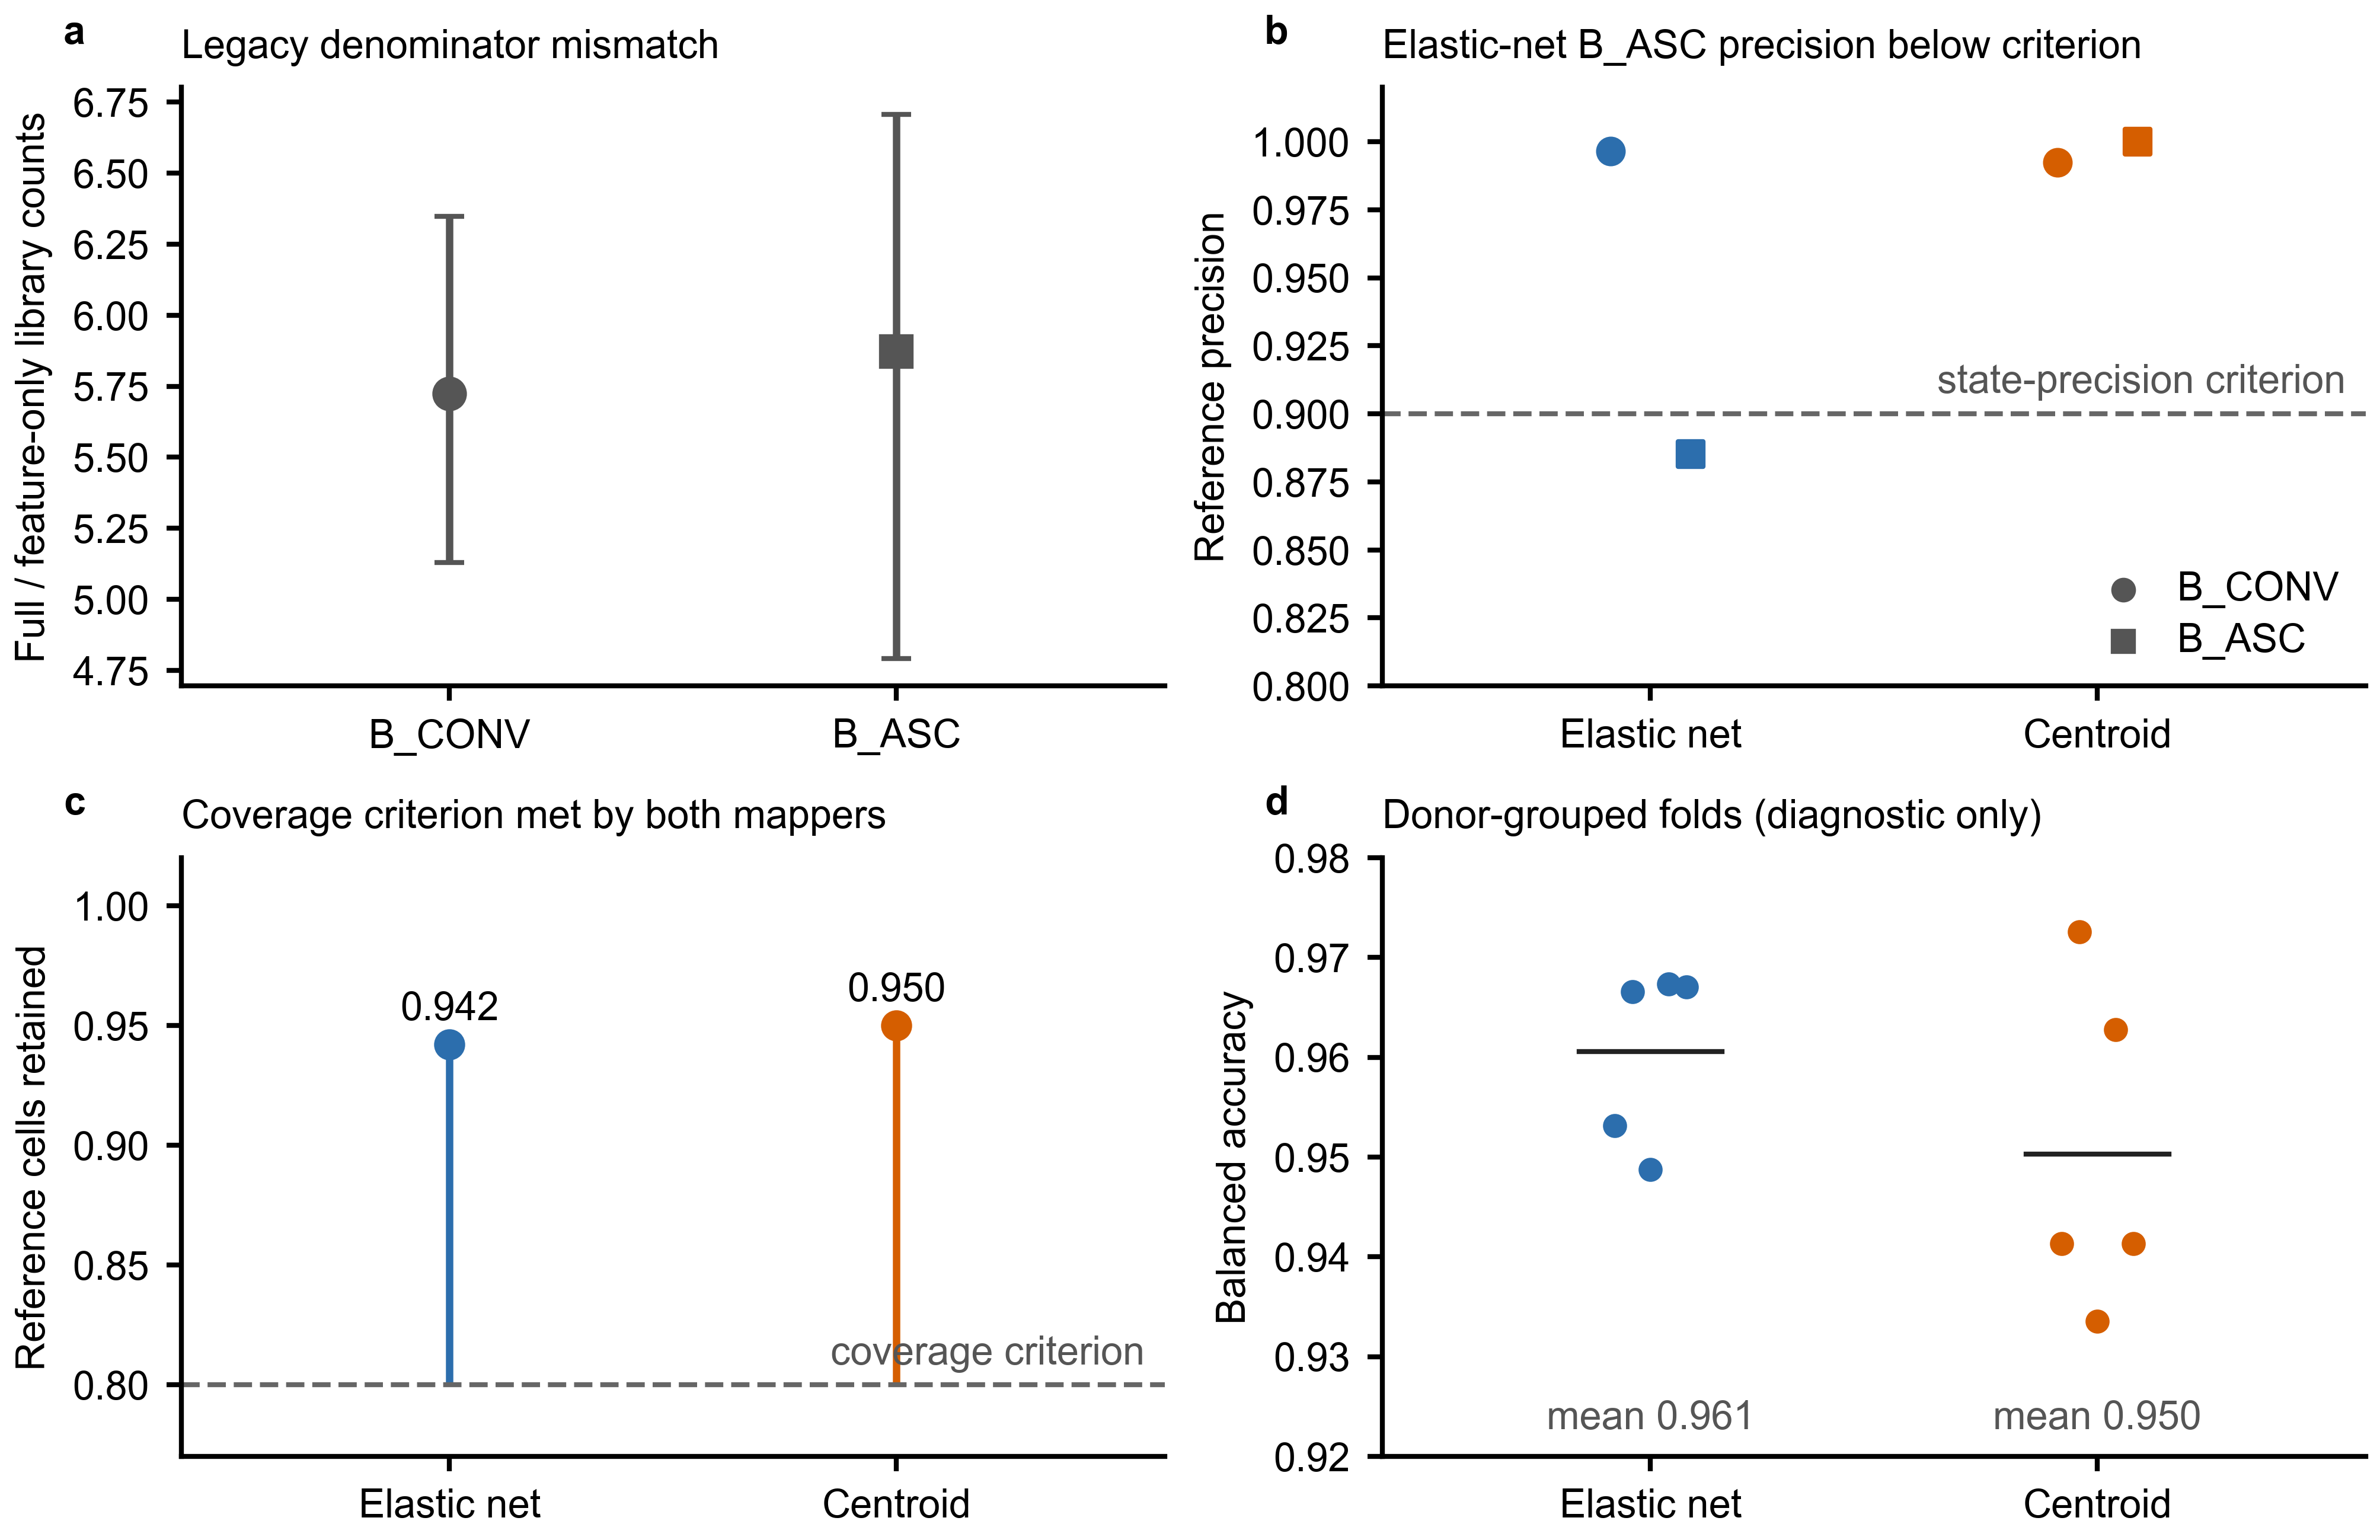 a
Legacy denominator mismatch
Full / feature-only library counts
6.75
6.50
6.25
6.00
5.75
5.50
5.25
5.00
4.75
B_CONV
B_ASC
b
Elastic-net B_ASC precision below criterion
Reference precision
1.000
0.975
0.950
0.925
0.900
0.875
0.850
0.825
0.800
state-precision criterion
B_CONV
B_ASC
Elastic net
Centroid
c
Coverage criterion met by both mappers
Reference cells retained
1.00
0.95
0.90
0.85
0.80
0.942
0.950
coverage criterion
Elastic net
Centroid
d
Donor-grouped folds (diagnostic only)
Balanced accuracy
0.98
0.97
0.96
0.95
0.94
0.93
0.92
mean 0.961
mean 0.950
Elastic net
Centroid